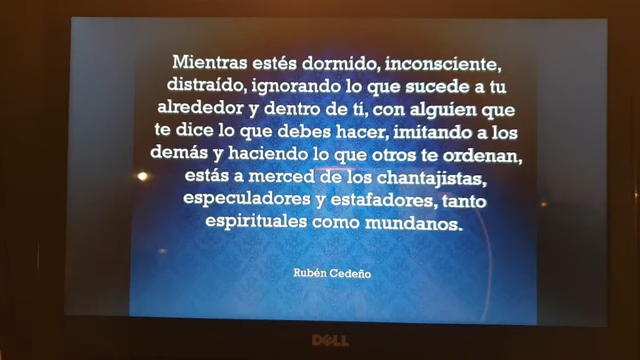 Mientras estés dormido, inconsciente,
distraído, ignorando lo que sucede a tu
alrededor y dentro de ti, con alguien que
te dice lo que debes hacer, imitando a los
demás y haciendo lo que otros te ordenan,
estás a merced de los chantajistas,
especuladores y estafadores, tanto
espirituales como mundanos.
Rubén Cedeño
DELL